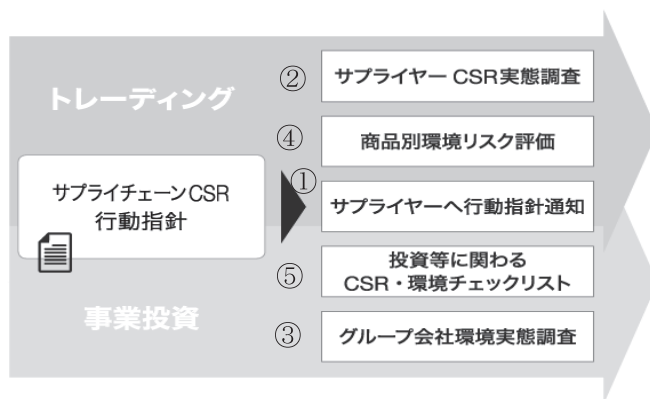 トレーディング
② サプライヤー CSR実態調査
④ 商品別環境リスク評価
サプライチェーンCSR
行動指針
① サプライヤーへ行動指針通知
⑤ 投資等に関わる
CSR・環境チェックリスト
事業投資
③ グループ会社環境実態調査